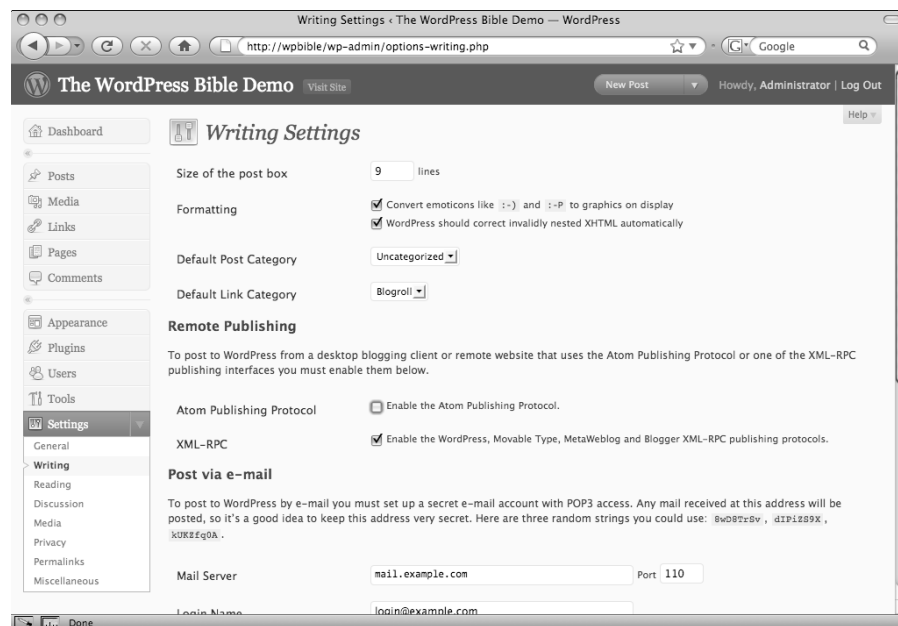 Writing Settings ‹ The WordPress Bible Demo — WordPress
http://wpbible/wp-admin/options-writing.php
Google
The WordPress Bible Demo Visit Site
New Post
Howdy, Administrator | Log Out
Help
Dashboard
Posts
Media
Links
Pages
Comments
Appearance
Plugins
Users
Tools
Settings
General
Writing
Reading
Discussion
Media
Privacy
Permalinks
Miscellaneous
Writing Settings
Size of the post box 9 lines
Formatting
Convert emoticons like :-) and :-P to graphics on display
WordPress should correct invalidly nested XHTML automatically
Default Post Category Uncategorized
Default Link Category Blogroll
Remote Publishing
To post to WordPress from a desktop blogging client or remote website that uses the Atom Publishing Protocol or one of the XML-RPC
publishing interfaces you must enable them below.
Atom Publishing Protocol Enable the Atom Publishing Protocol.
XML-RPC Enable the WordPress, Movable Type, MetaWeblog and Blogger XML-RPC publishing protocols.
Post via e-mail
To post to WordPress by e-mail you must set up a secret e-mail account with POP3 access. Any mail received at this address will be
posted, so it's a good idea to keep this address very secret. Here are three random strings you could use: 8wD8TrSv , dIPiZS9X ,
kUKZfq0A .
Mail Server mail.example.com Port 110
Login Name login@example.com
Done